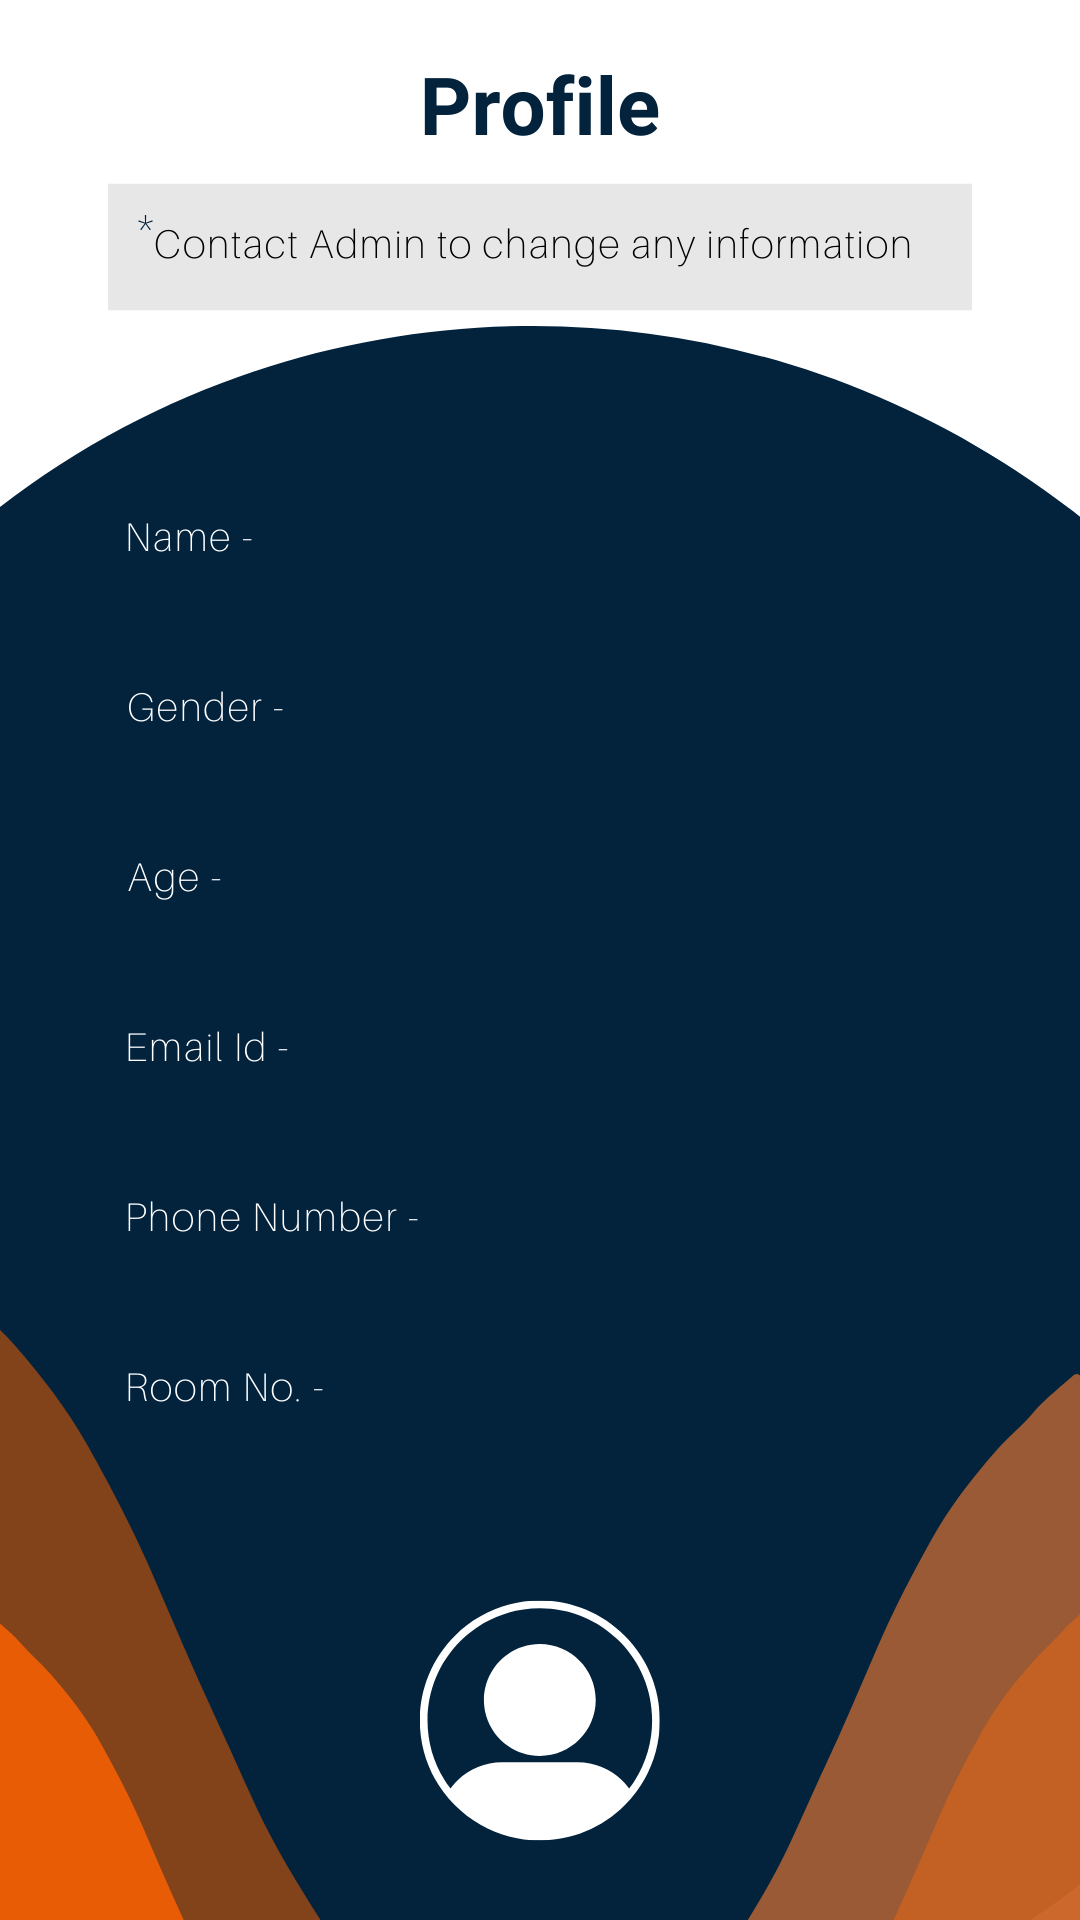 Profile
*Contact Admin to change any information
Name -
Gender -
Age -
Email Id -
Phone Number -
Room No. -